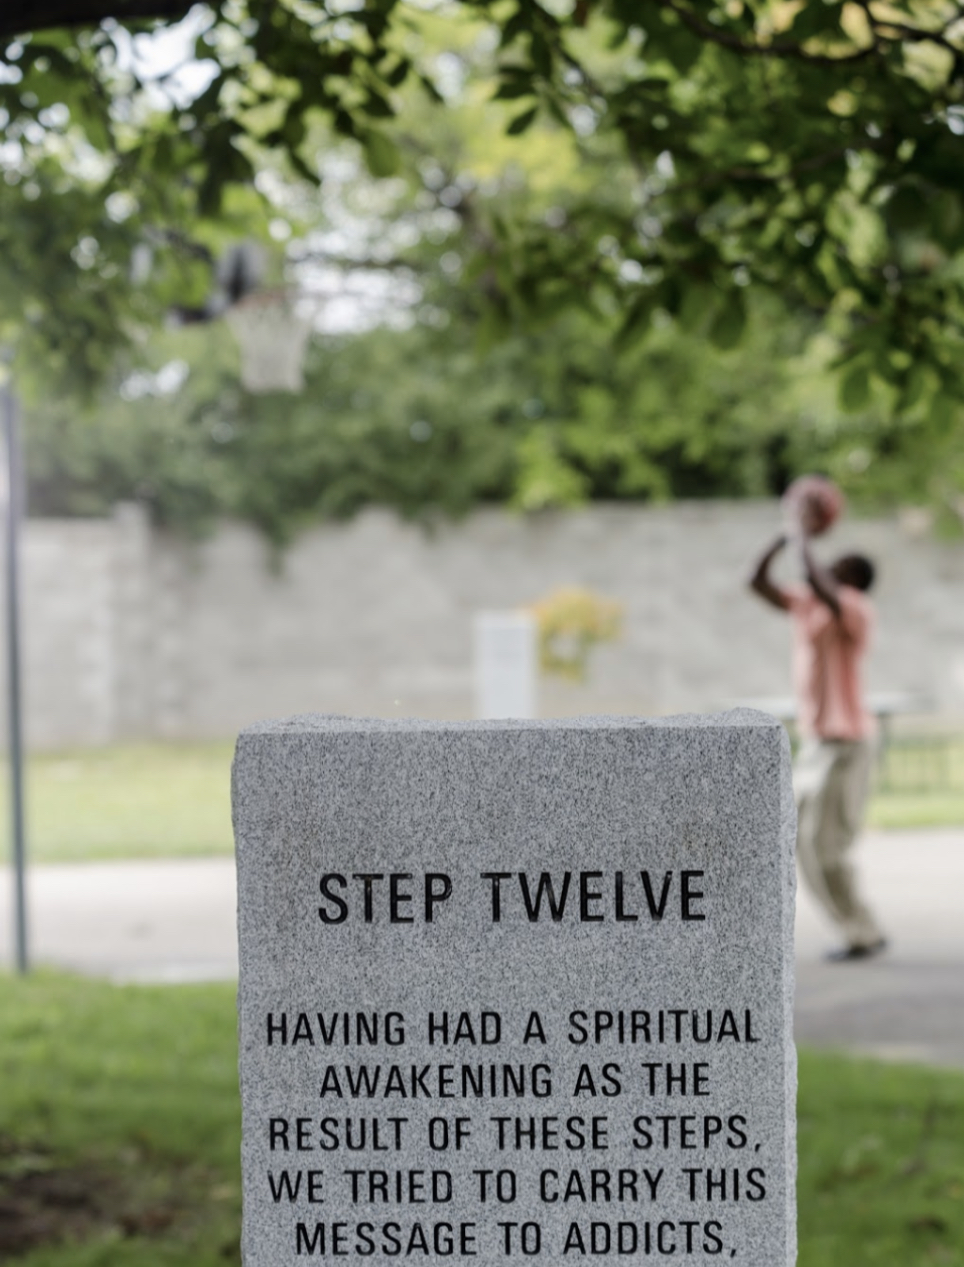 STEP TWELVE
HAVING HAD A SPIRITUAL
AWAKENING AS THE
RESULT OF THESE STEPS,
WE TRIED TO CARRY THIS
MESSAGE TO ADDICTS,